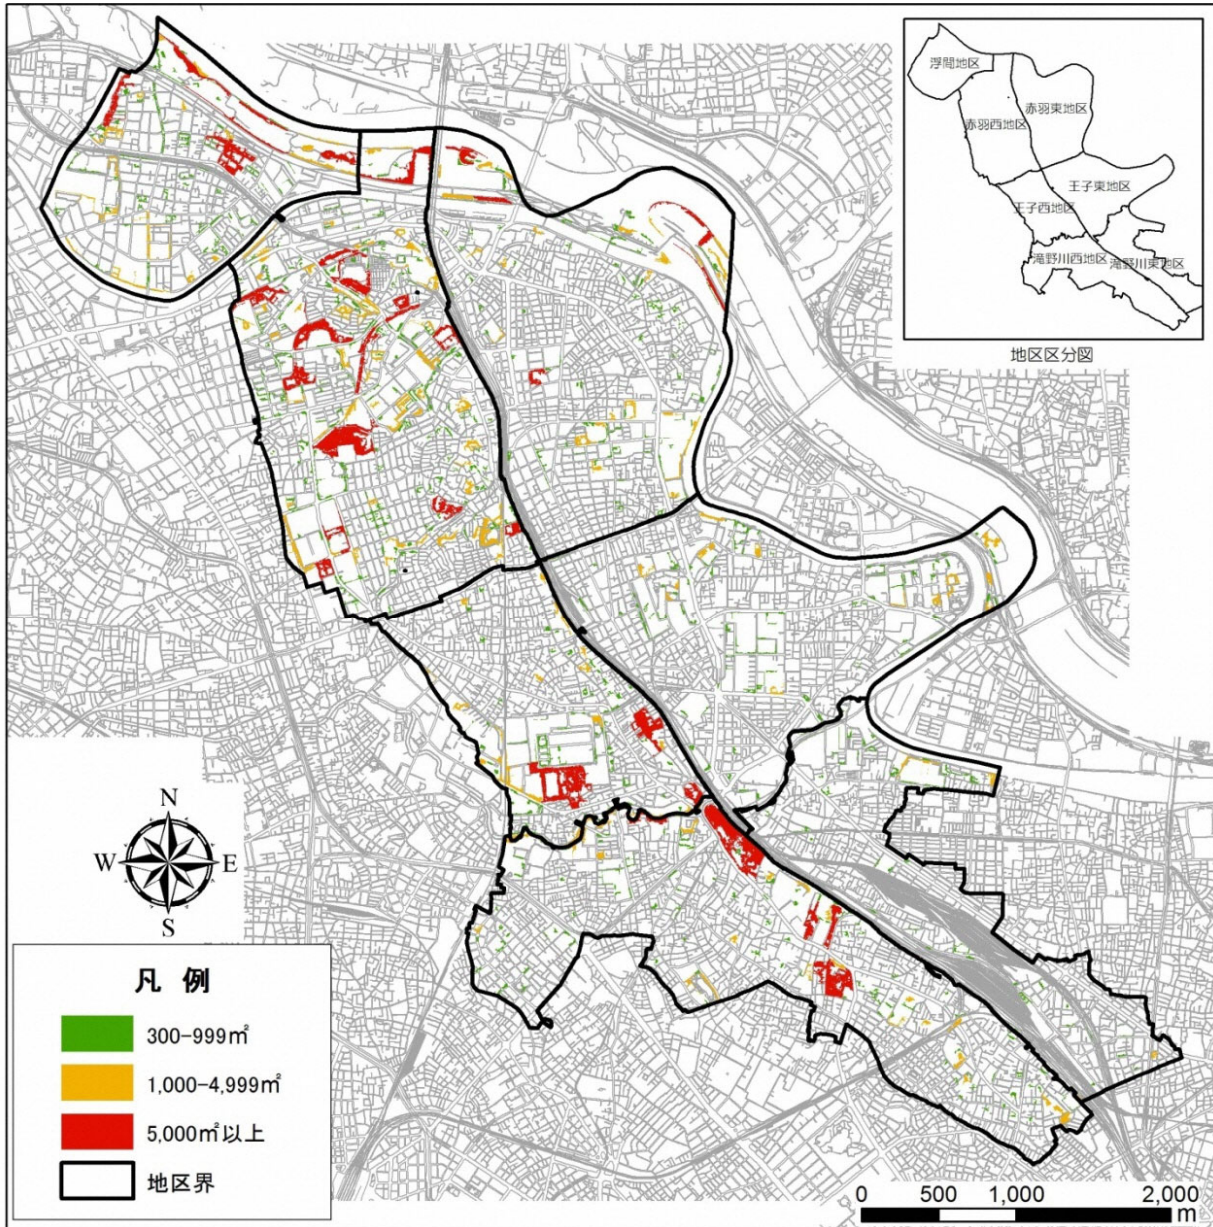 浮間地区
赤羽東地区
赤羽西地区
王子東地区
王子西地区
滝野川西地区
滝野川東地区
地区区分図
N
W
E
S
凡 例
300-999㎡
1,000-4,999㎡
5,000㎡以上
地区界
0 500 1,000 2,000
m